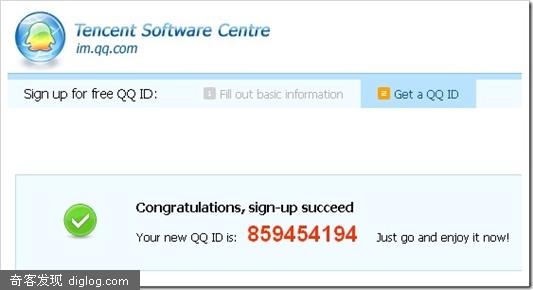 Tencent Software Centre
im.qq.com
Sign up for free QQ ID:
1 Fill out basic information
2 Get a QQ ID
Congratulations, sign-up succeed
Your new QQ ID is: 859454194 Just go and enjoy it now!
奇客发现 diglog.com